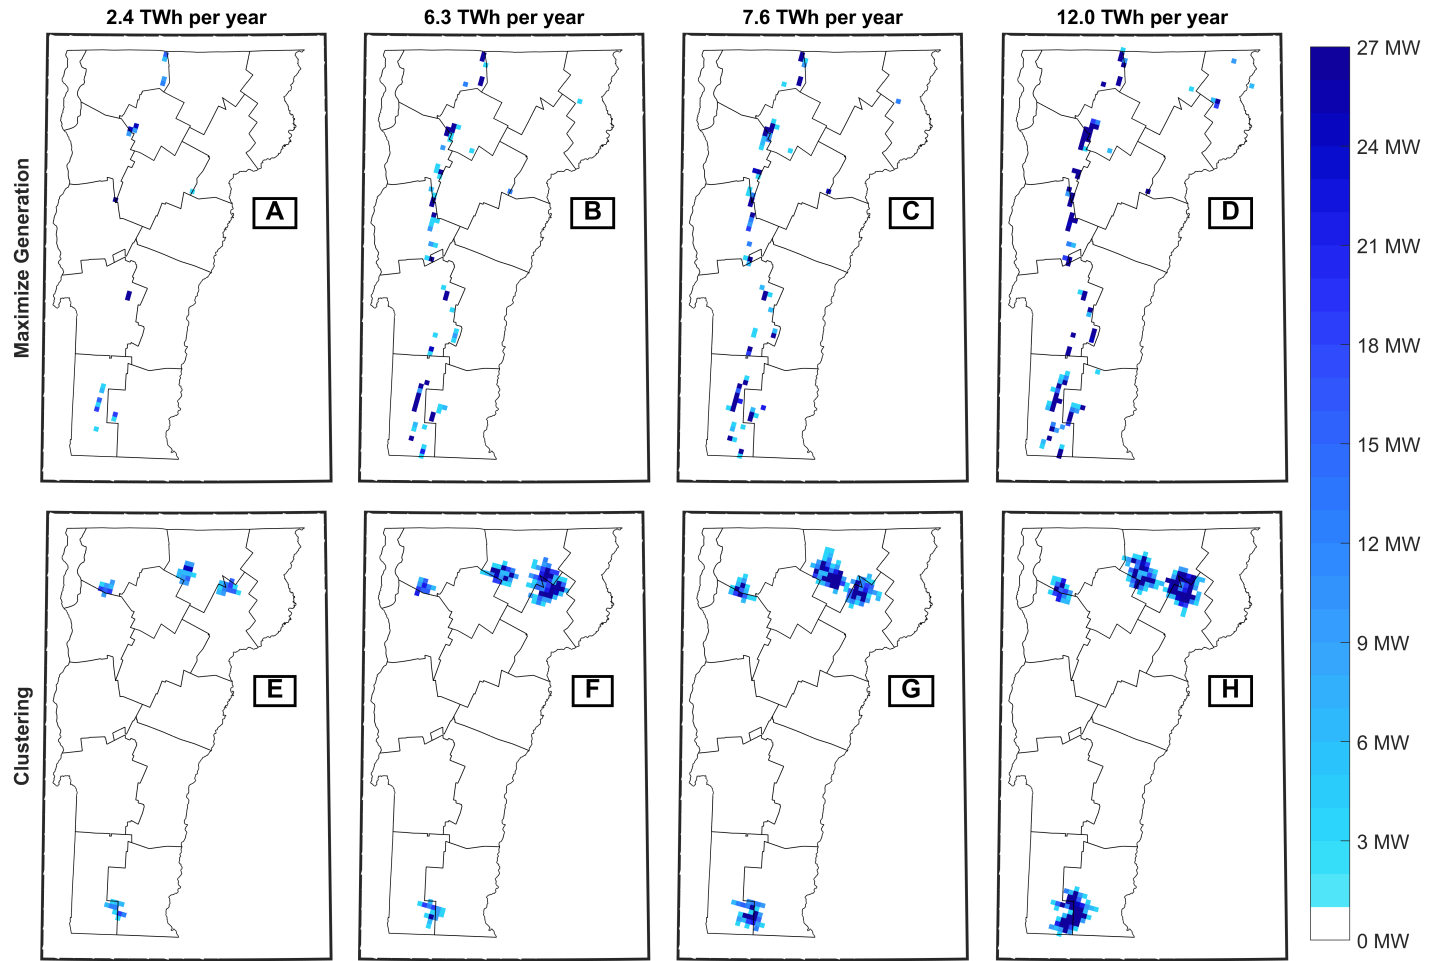 2.4 TWh per year
6.3 TWh per year
7.6 TWh per year
12.0 TWh per year
Maximize Generation
A
B
C
D
Clustering
E
F
G
H
27 MW
24 MW
21 MW
18 MW
15 MW
12 MW
9 MW
6 MW
3 MW
0 MW